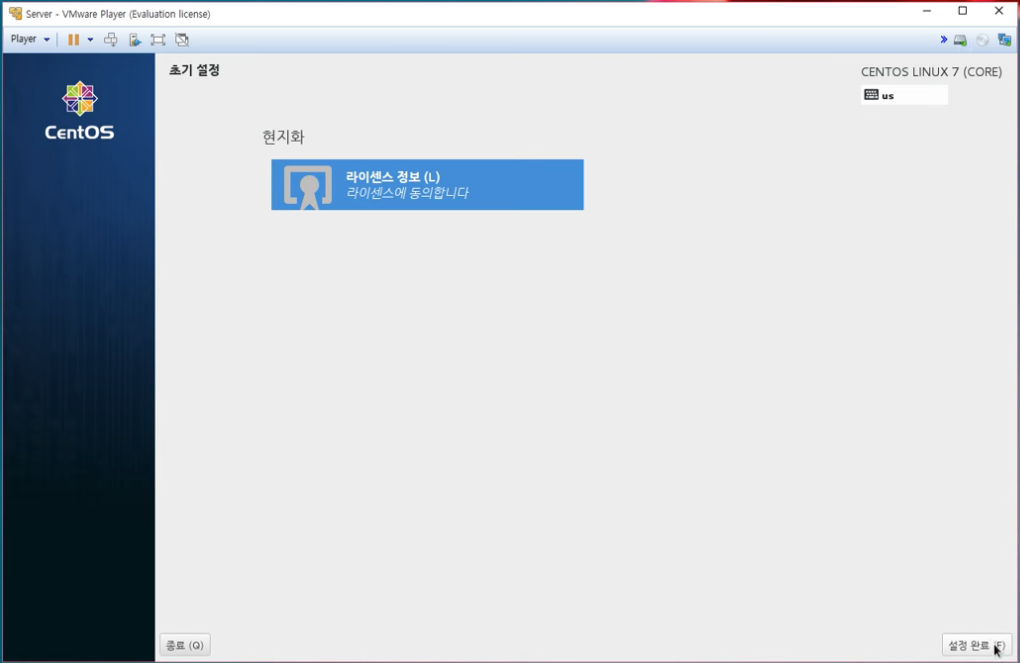 Server - VMware Player (Evaluation license)
Player
CentOS
초기 설정
CENTOS LINUX 7 (CORE)
us
현지화
라이센스 정보 (L)
라이센스에 동의합니다
종료 (Q)
설정 완료 (F)